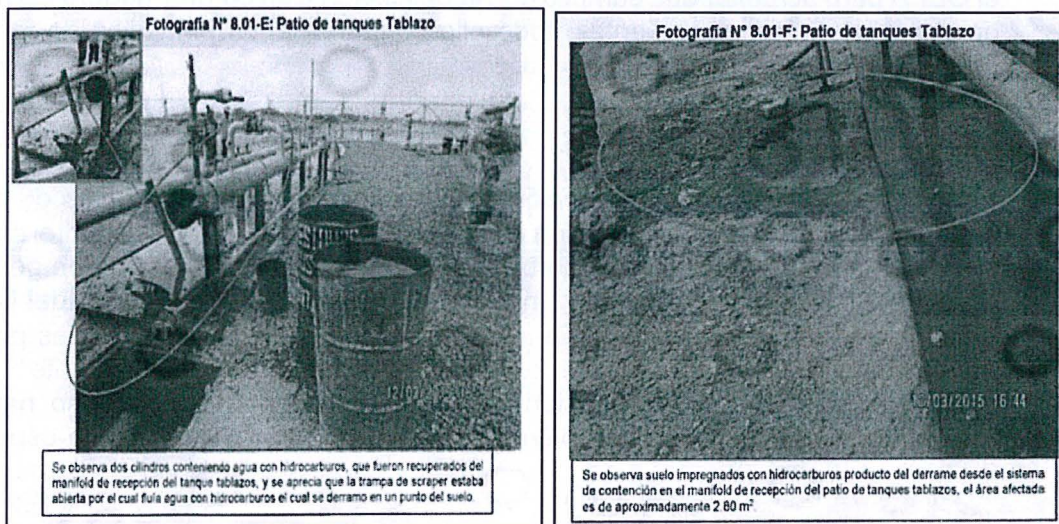 Fotografía N° 8.01-E: Patio de tanques Tablazo
12/03
Se observa dos cilindros conteniendo agua con hidrocarburos, que fueron recuperados del
manifold de recepción del tanque tablazos, y se aprecia que la trampa de scraper estaba
abierta por el cual fluía agua con hidrocarburos el cual se derramo en un punto del suelo
Fotografía N° 8.01-F: Patio de tanques Tablazo
/03/2015 16:44
Se observa suelo impregnados con hidrocarburos producto del derrame desde el sistema
de contención en el manifold de recepción del patio de tanques tablazos, el área afectada
es de aproximadamente 2.80 m².